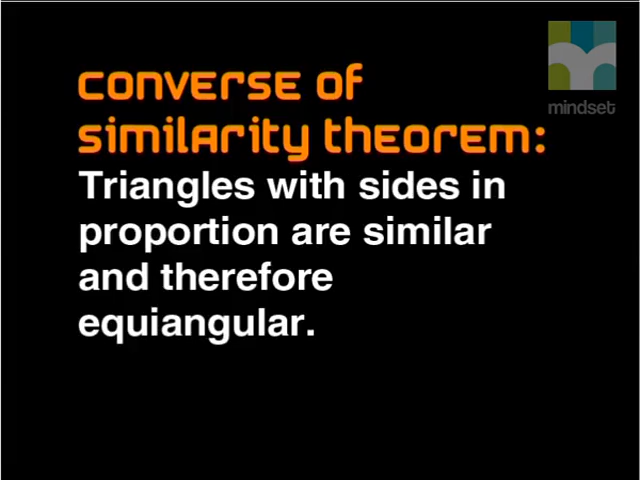 converse of
similarity theorem:
Triangles with sides in
proportion are similar
and therefore
equiangular.
mindset